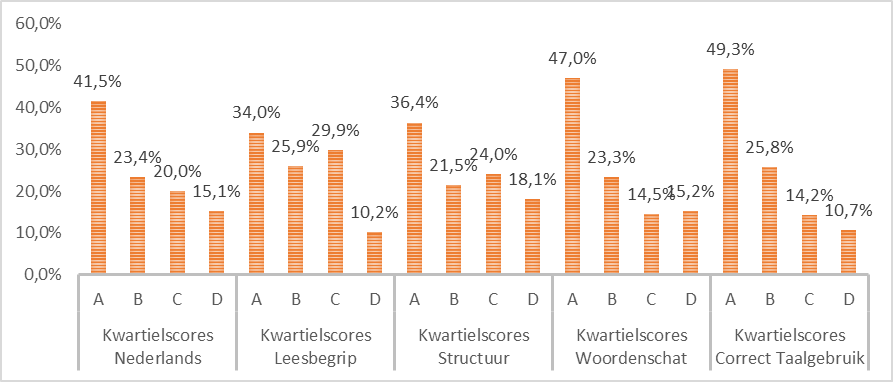 60,0%
50,0%
40,0%
30,0%
20,0%
10,0%
0,0%
41,5%
23,4%
20,0%
15,1%
34,0%
25,9%
29,9%
10,2%
36,4%
21,5%
24,0%
18,1%
47,0%
23,3%
14,5%
15,2%
49,3%
25,8%
14,2%
10,7%
A B C D A B C D A B C D A B C D A B C D
Kwartielscores
Nederlands
Kwartielscores
Leesbegrip
Kwartielscores
Structuur
Kwartielscores
Woordenschat
Kwartielscores
Correct Taalgebruik